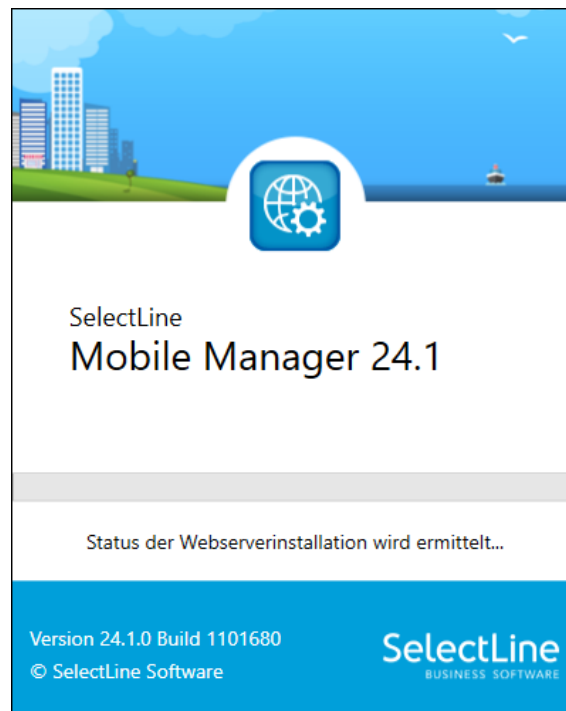 SelectLine
Mobile Manager 24.1
Status der Webserverinstallation wird ermittelt...
Version 24.1.0 Build 1101680
© SelectLine Software
SelectLine
BUSINESS SOFTWARE